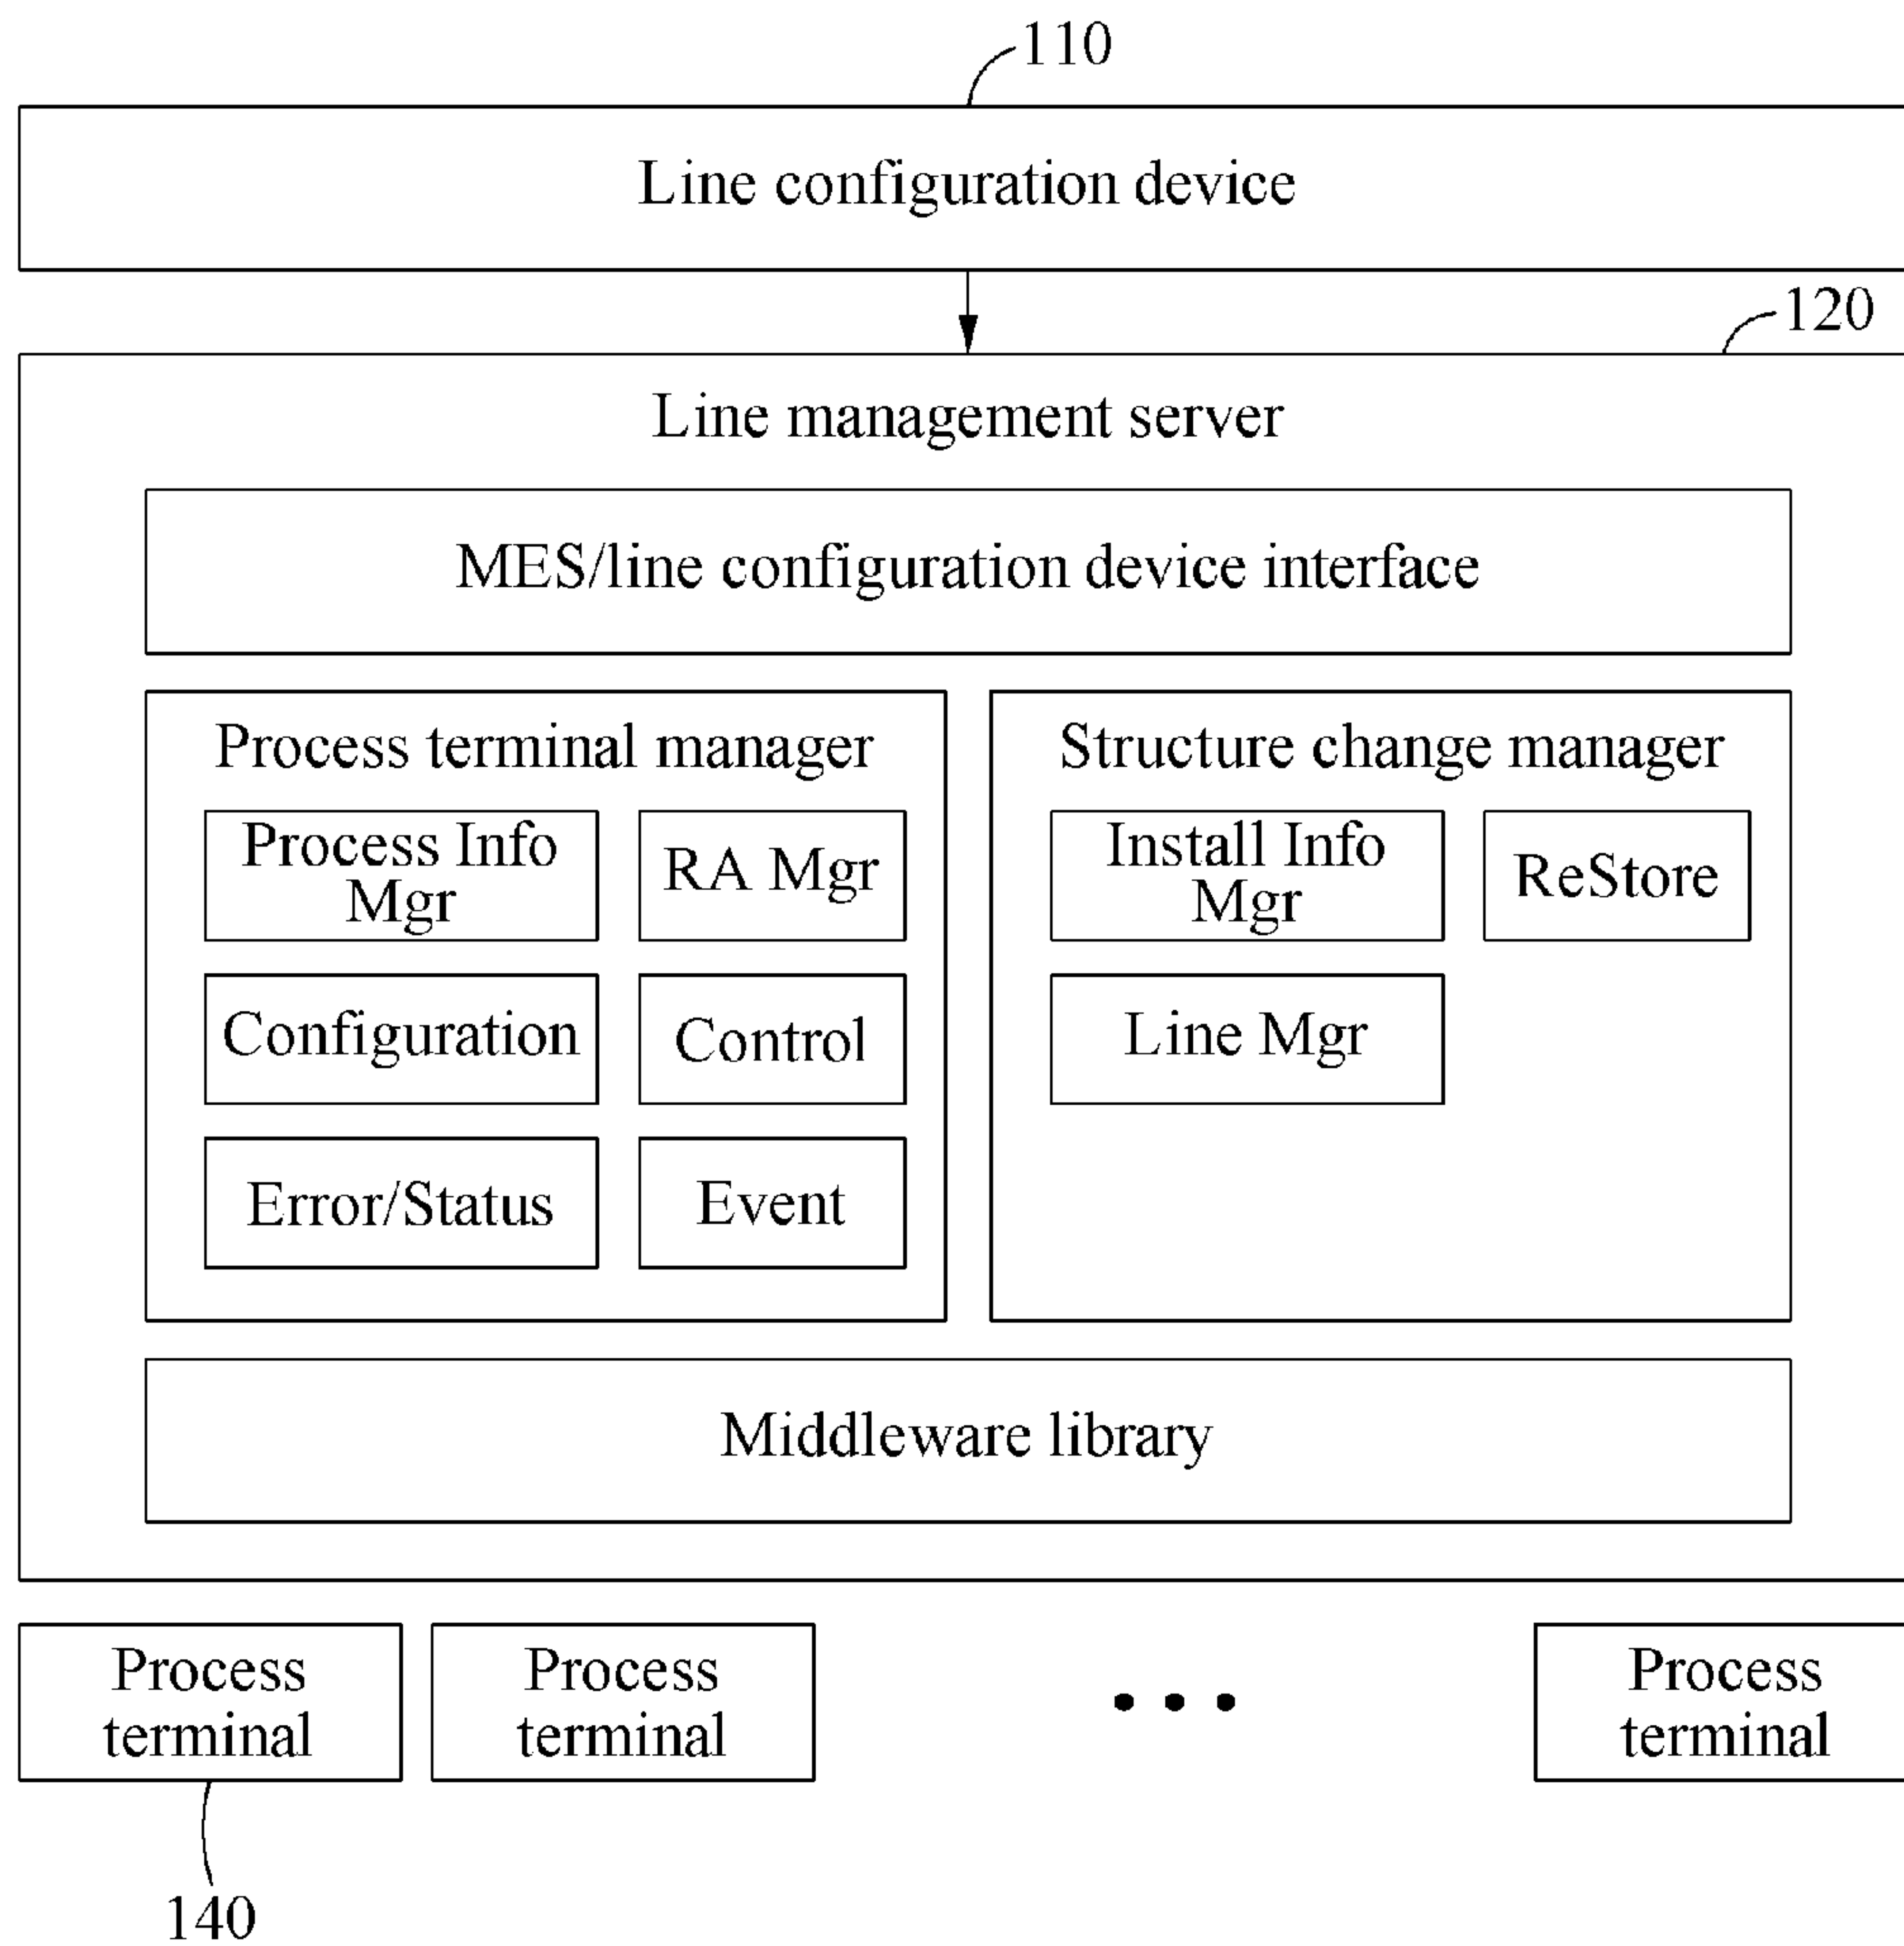 110
Line configuration device
120
Line management server
MES/line configuration device interface
Process terminal manager
Process Info
Mgr
RA Mgr
Configuration
Control
Error/Status
Event
Structure change manager
Install Info
Mgr
ReStore
Line Mgr
Middleware library
Process
terminal
Process
terminal
Process
terminal
140